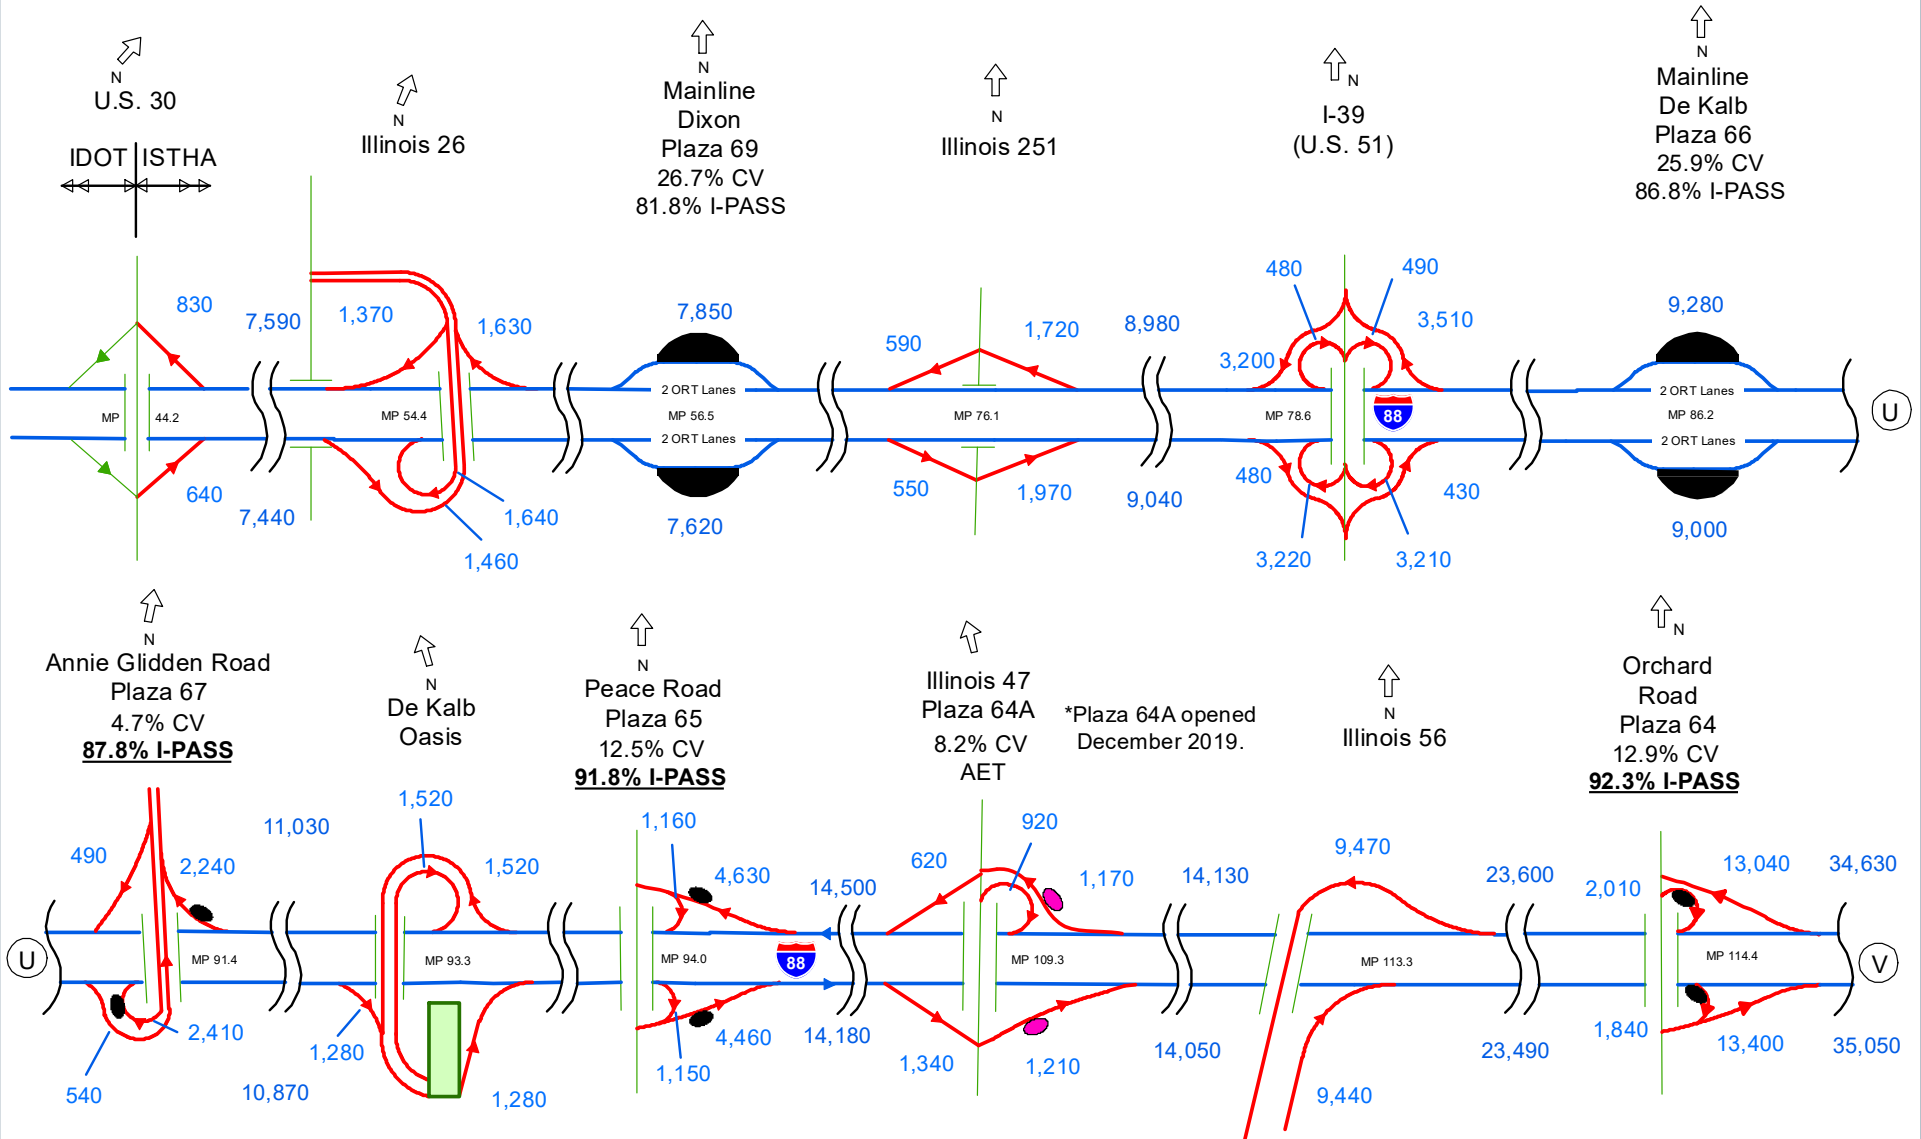 N
U.S. 30
IDOT
ISTHA
N
Illinois 26
N
Mainline
Dixon
Plaza 69
26.7% CV
81.8% I-PASS
N
Illinois 251
N
I-39
(U.S. 51)
N
Mainline
De Kalb
Plaza 66
25.9% CV
86.8% I-PASS
830
7,590
1,370
1,630
7,850
590
1,720
8,980
480
490
3,200
3,510
9,280
2 ORT Lanes
2 ORT Lanes
MP 44.2
MP 54.4
MP 56.5
MP 76.1
MP 78.6
88
MP 86.2
U
2 ORT Lanes
2 ORT Lanes
640
7,440
1,640
1,460
7,620
550
1,970
9,040
480
430
3,220
3,210
9,000
N
Annie Glidden Road
Plaza 67
4.7% CV
87.8% I-PASS
N
De Kalb
Oasis
N
Peace Road
Plaza 65
12.5% CV
91.8% I-PASS
N
Illinois 47
Plaza 64A
8.2% CV
AET
*Plaza 64A opened
December 2019.
N
Illinois 56
N
Orchard
Road
Plaza 64
12.9% CV
92.3% I-PASS
490
2,240
11,030
1,520
1,520
1,160
4,630
14,500
620
920
1,170
14,130
9,470
23,600
2,010
13,040
34,630
U
MP 91.4
MP 93.3
MP 94.0
88
MP 109.3
MP 113.3
MP 114.4
V
540
2,410
10,870
1,280
1,280
1,150
4,460
14,180
1,340
1,210
14,050
9,440
23,490
1,840
13,400
35,050